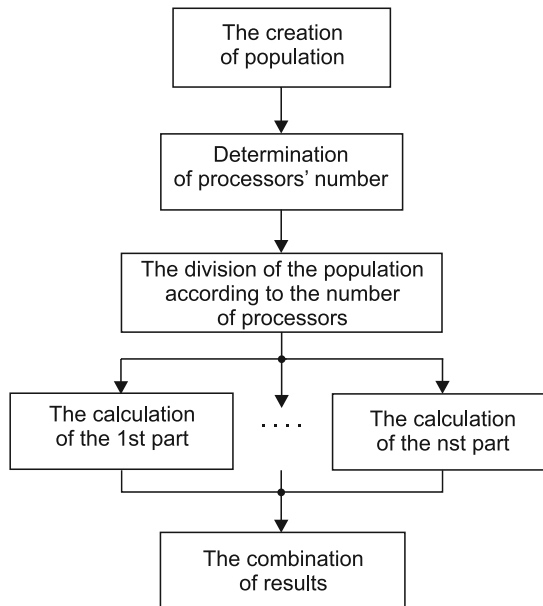 The creation
of population
Determination
of processors' number
The division of the population
according to the number
of processors
The calculation
of the 1st part
. . . .
The calculation
of the nst part
The combination
of results